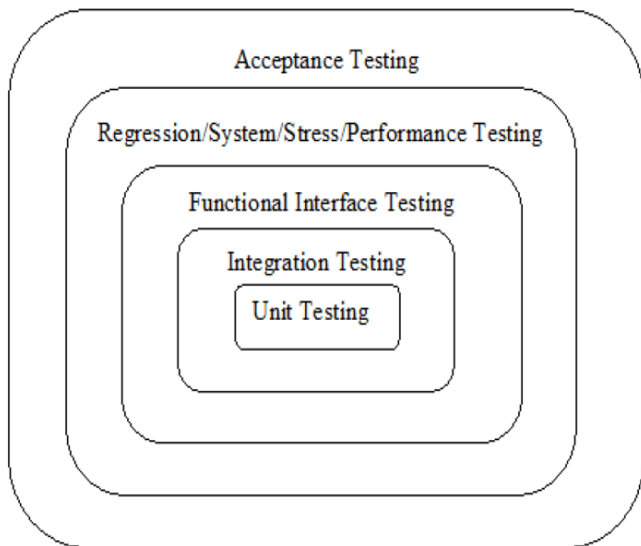 Acceptance Testing
Regression/System/Stress/Performance Testing
Functional Interface Testing
Integration Testing
Unit Testing